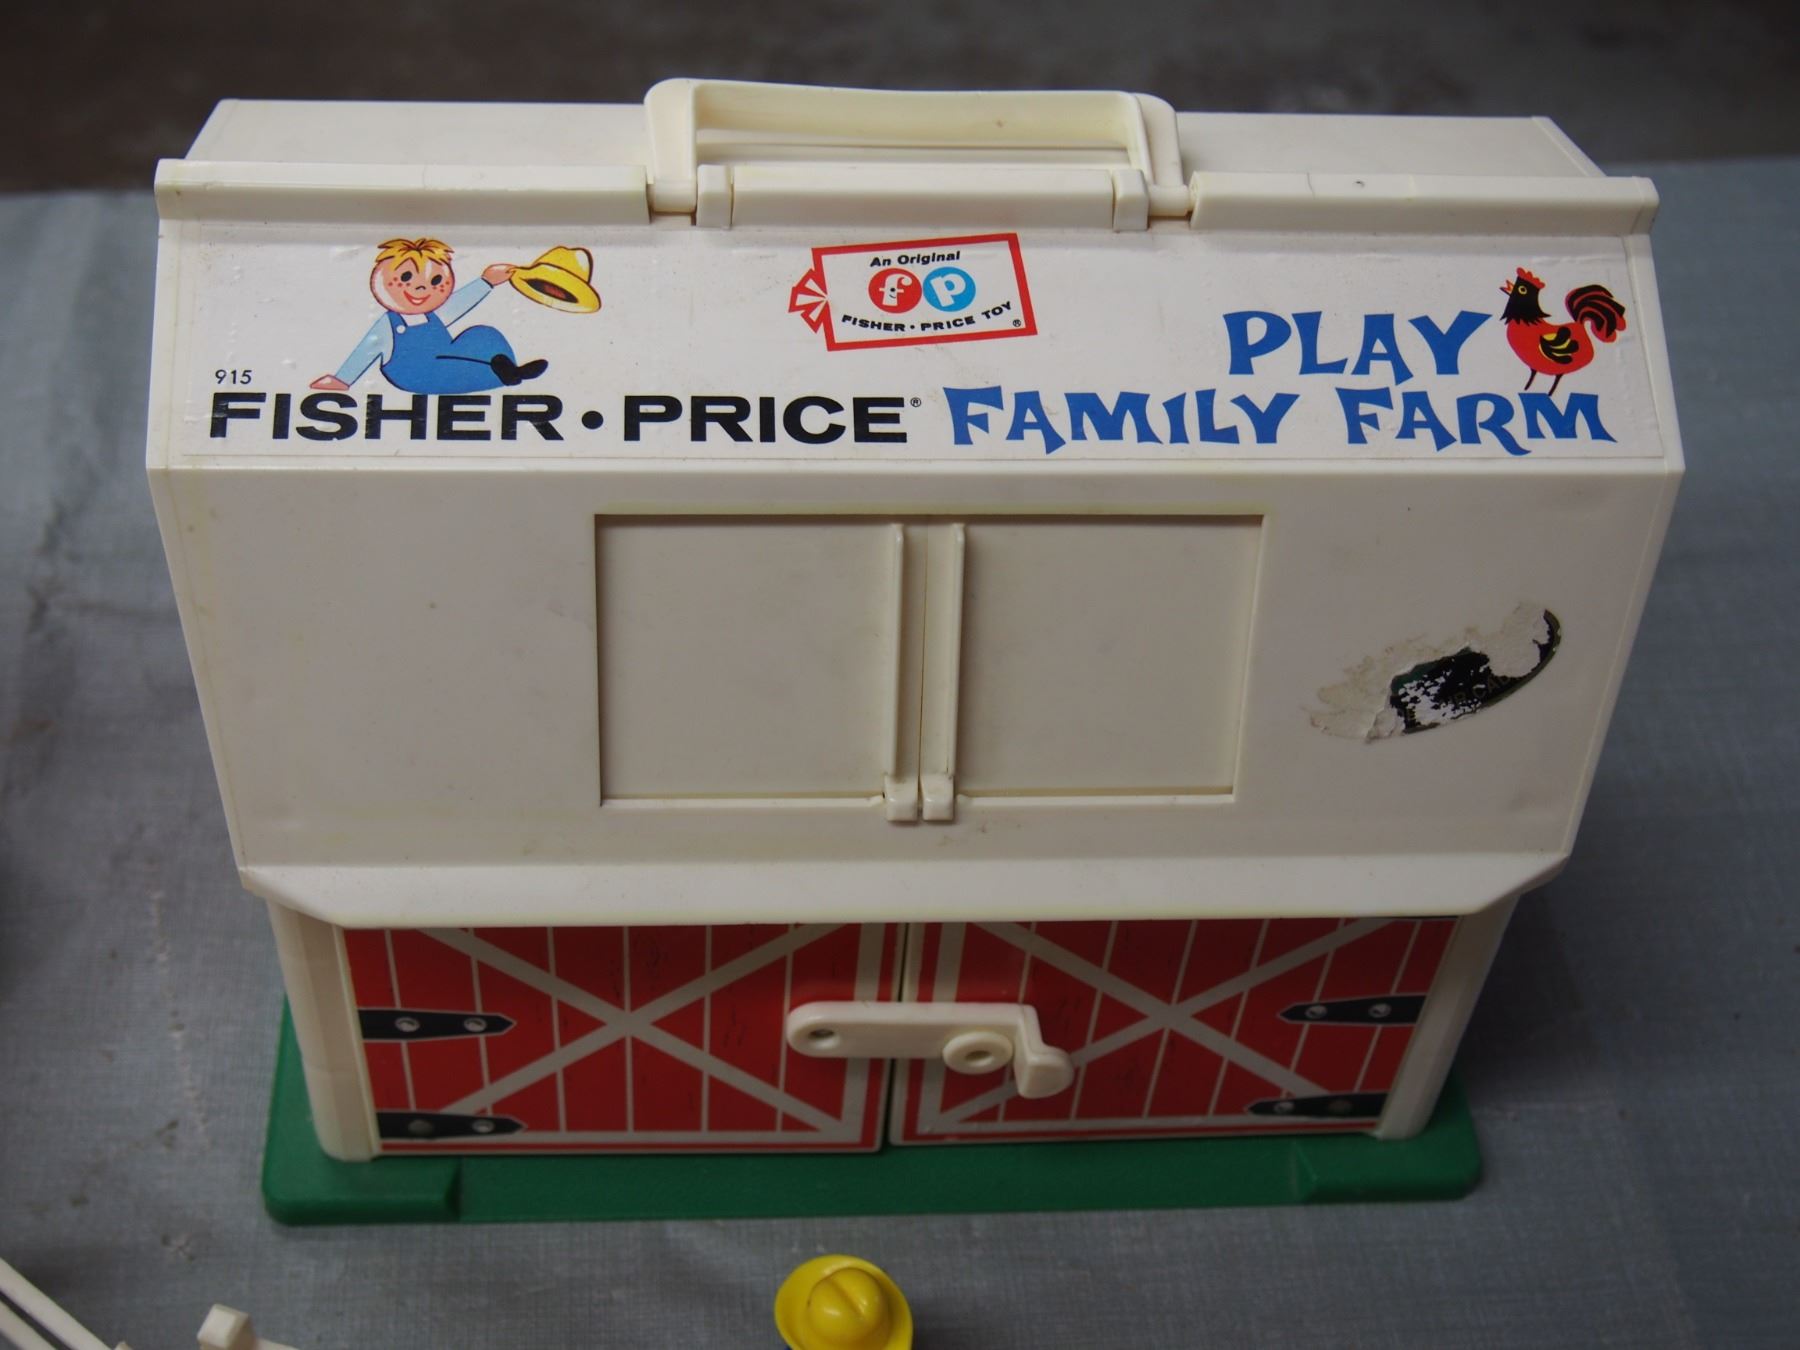 An Original
fp
FISHER • PRICE TOY®
PLAY
915
FISHER • PRICE® FAMILY FARM